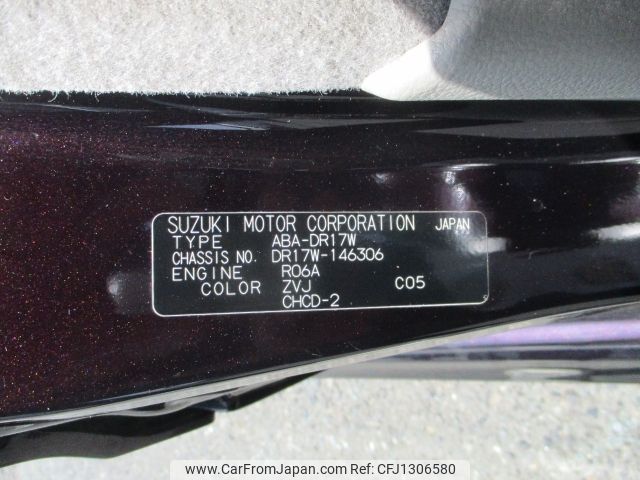 SUZUKI MOTOR CORPORATION JAPAN
TYPE ABA-DR17W
CHASSIS NO. DR17W-146306
ENGINE R06A
COLOR ZVJ C05
CHCD-2
www.CarFromJapan.com | CFJ1306580